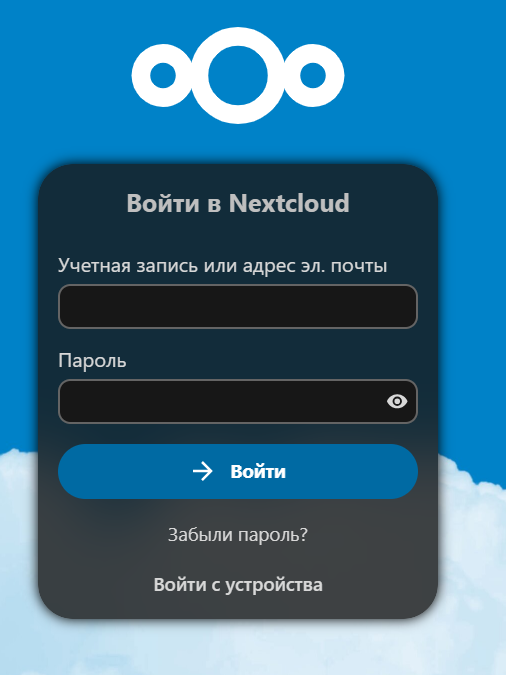 Войти в Nextcloud
Учетная запись или адрес эл. почты
Пароль
Войти
Забыли пароль?
Войти с устройства